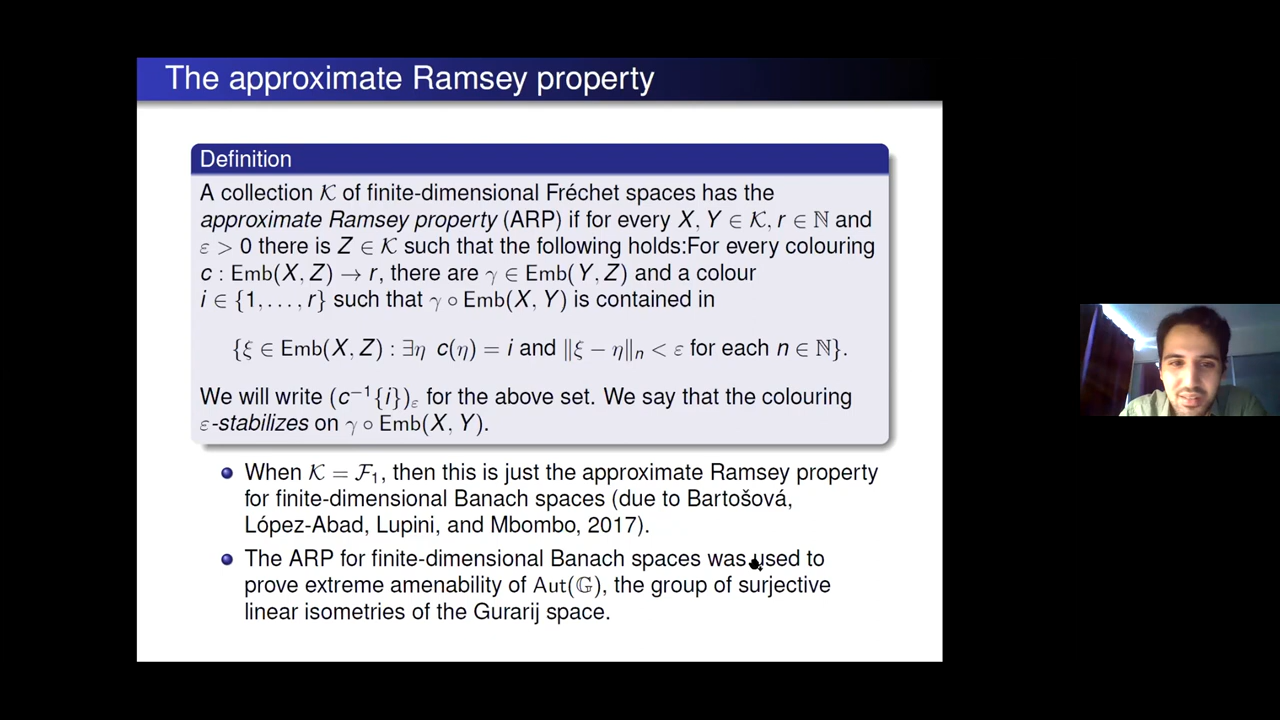 The approximate Ramsey property
Definition
A collection 𝒦 of finite-dimensional Fréchet spaces has the
approximate Ramsey property (ARP) if for every X, Y ∈ 𝒦, r ∈ ℕ and
ε > 0 there is Z ∈ 𝒦 such that the following holds:For every colouring
c : Emb(X, Z) → r, there are γ ∈ Emb(Y, Z) and a colour
i ∈ {1, . . . , r} such that γ ∘ Emb(X, Y) is contained in
{ξ ∈ Emb(X, Z) : ∃η c(η) = i and ‖ξ − η‖ₙ < ε for each n ∈ ℕ}.
We will write (c⁻¹{i})_ε for the above set. We say that the colouring
ε-stabilizes on γ ∘ Emb(X, Y).
When 𝒦 = ℱ₁, then this is just the approximate Ramsey property
for finite-dimensional Banach spaces (due to Bartošová,
López-Abad, Lupini, and Mbombo, 2017).
The ARP for finite-dimensional Banach spaces was used to
prove extreme amenability of Aut(𝔾), the group of surjective
linear isometries of the Gurarij space.